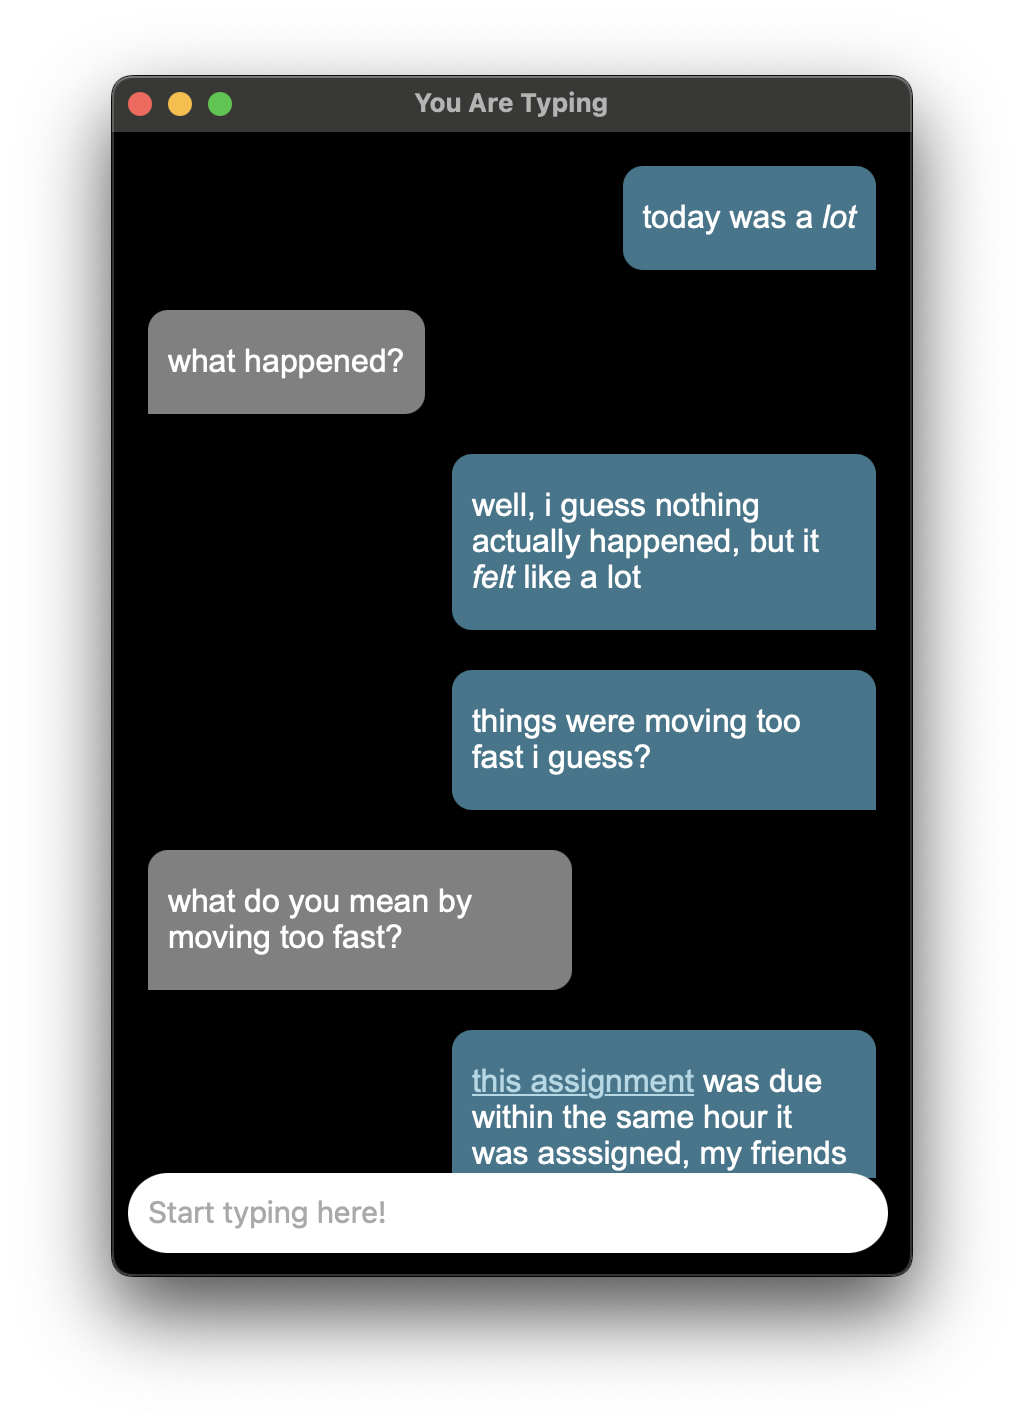 You Are Typing
today was a lot
what happened?
well, i guess nothing
actually happened, but it
felt like a lot
things were moving too
fast i guess?
what do you mean by
moving too fast?
this assignment was due
within the same hour it
was asssigned, my friends
Start typing here!